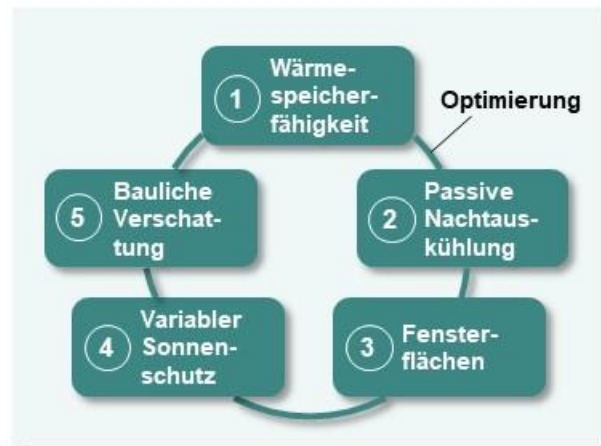 1
Wärme-
speicher-
fähigkeit
Optimierung
2
Passive
Nachtaus-
kühlung
3
Fenster-
flächen
4
Variabler
Sonnen-
schutz
5
Bauliche
Verschat-
tung